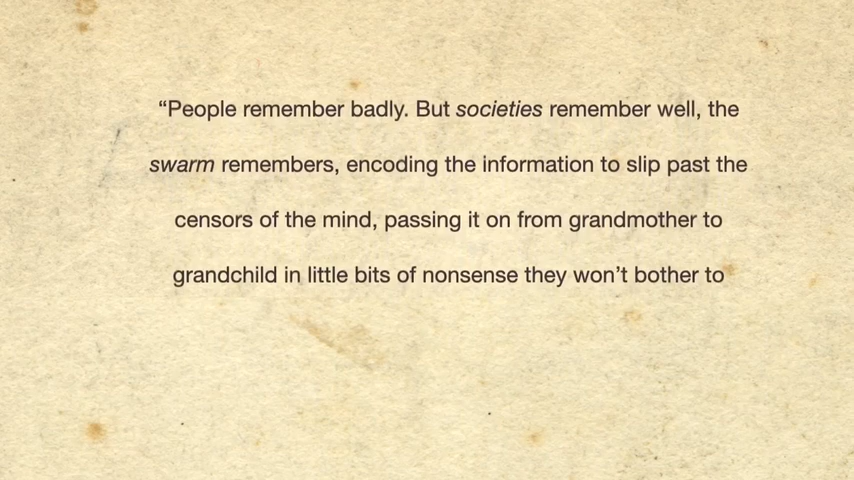 “People remember badly. But societies remember well, the
swarm remembers, encoding the information to slip past the
censors of the mind, passing it on from grandmother to
grandchild in little bits of nonsense they won’t bother to